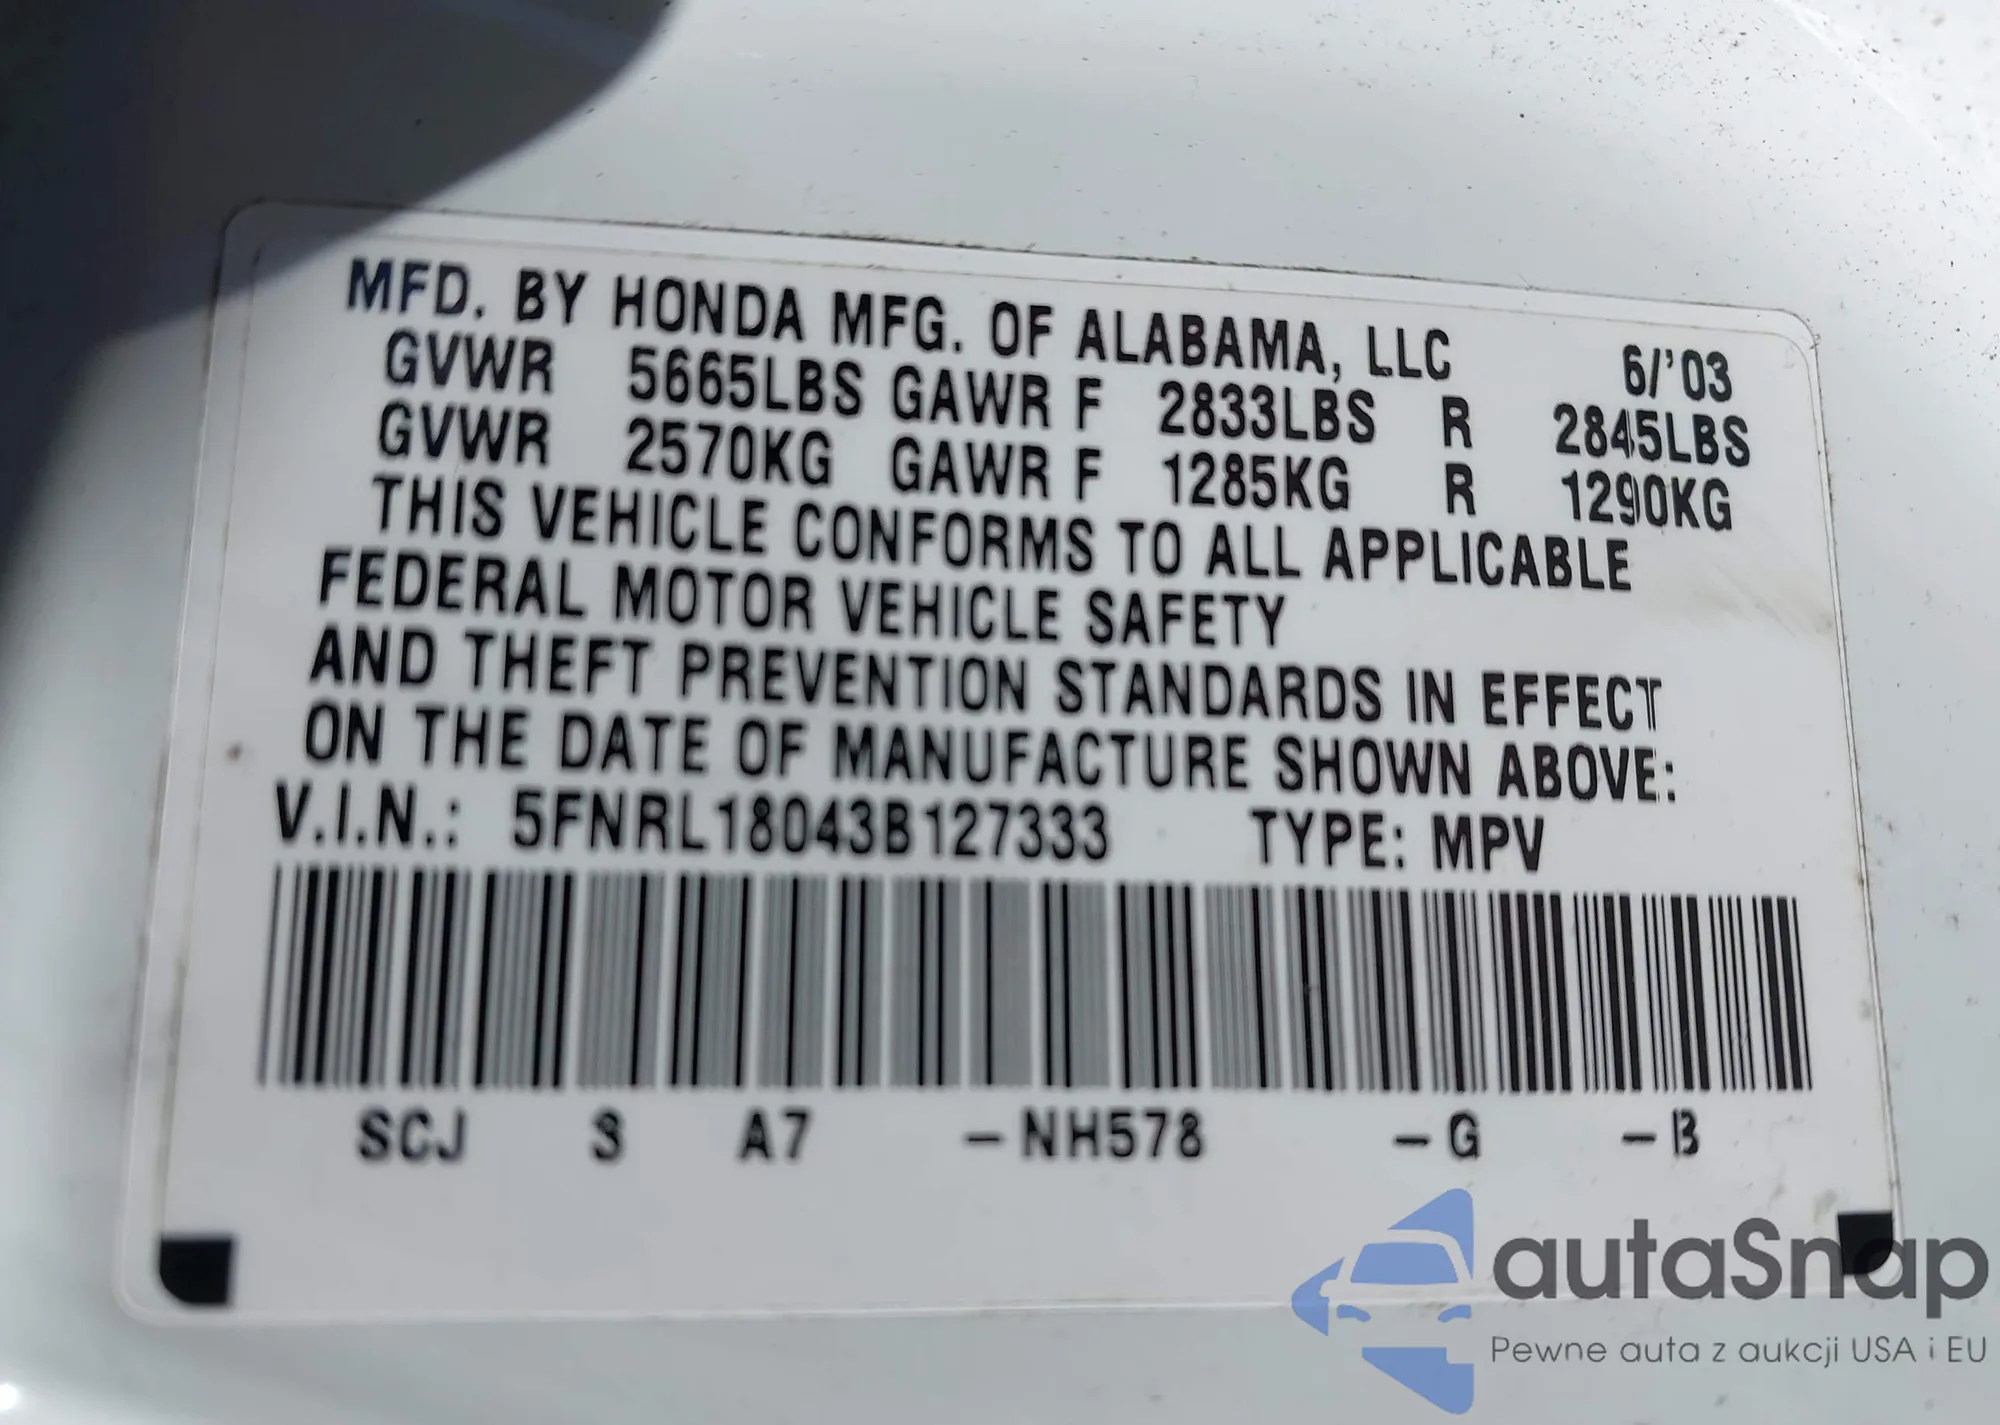 MFD. BY HONDA MFG. OF ALABAMA, LLC 6/'03
GVWR 5665LBS GAWR F 2833LBS R 2845LBS
GVWR 2570KG GAWR F 1285KG R 1290KG
THIS VEHICLE CONFORMS TO ALL APPLICABLE
FEDERAL MOTOR VEHICLE SAFETY
AND THEFT PREVENTION STANDARDS IN EFFECT
ON THE DATE OF MANUFACTURE SHOWN ABOVE:
V.I.N.: 5FNRL18043B127333 TYPE: MPV
SCJ S A7 -NH578 -G -B
autaSnap
Pewne auta z aukcji USA i EU